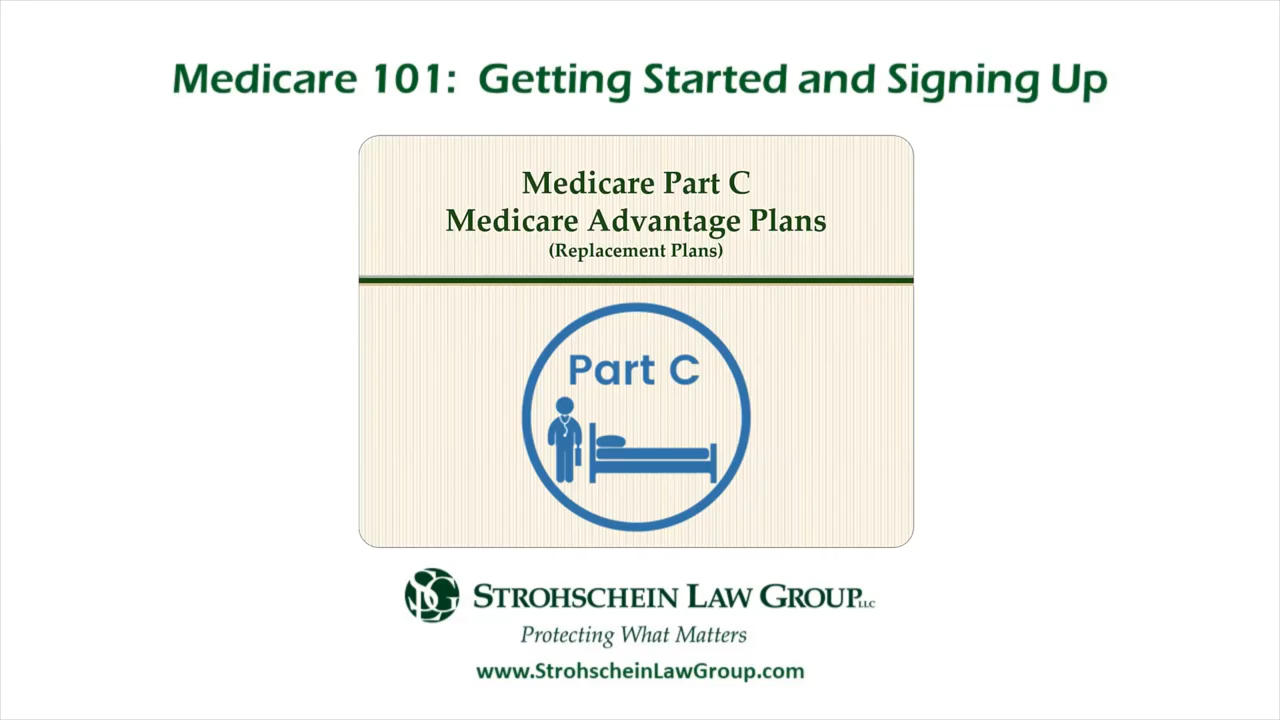 Medicare 101:  Getting Started and Signing Up
Medicare Part C
Medicare Advantage Plans
(Replacement Plans)
Part C
SLG STROHSCHEIN LAW GROUP LLC
Protecting What Matters
www.StrohscheinLawGroup.com